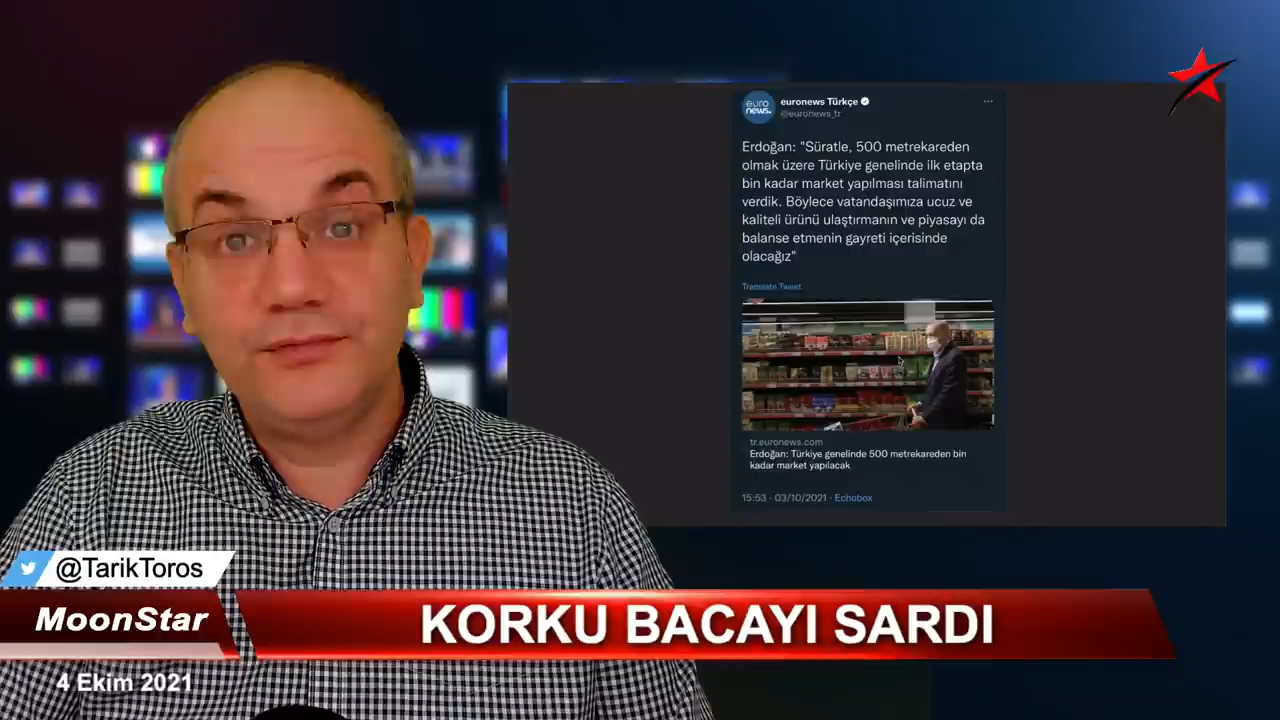 euro
news.
euronews Türkçe
@euronews_tr
Erdoğan: "Süratle, 500 metrekareden
olmak üzere Türkiye genelinde ilk etapta
bin kadar market yapılması talimatını
verdik. Böylece vatandaşımıza ucuz ve
kaliteli ürünü ulaştırmanın ve piyasayı da
balanse etmenin gayreti içerisinde
olacağız"
Translate Tweet
tr.euronews.com
Erdoğan: Türkiye genelinde 500 metrekareden bin
kadar market yapılacak
15:53 · 03/10/2021 · Echobox
@TarikToros
MoonStar
KORKU BACAYI SARDI
4 Ekim 2021